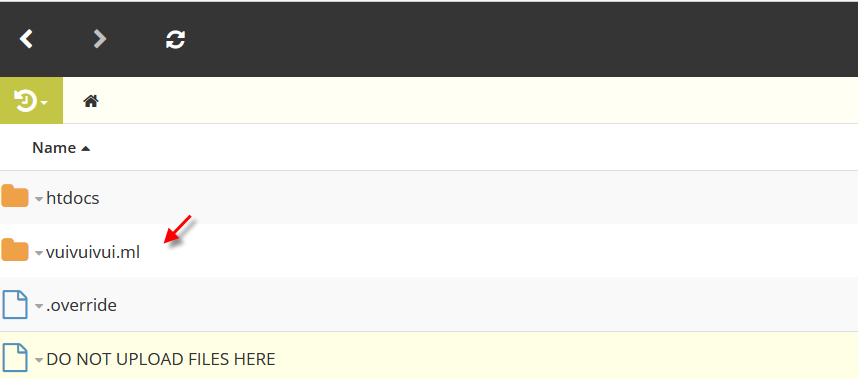 Name
htdocs
vuivuivui.ml
.override
DO NOT UPLOAD FILES HERE